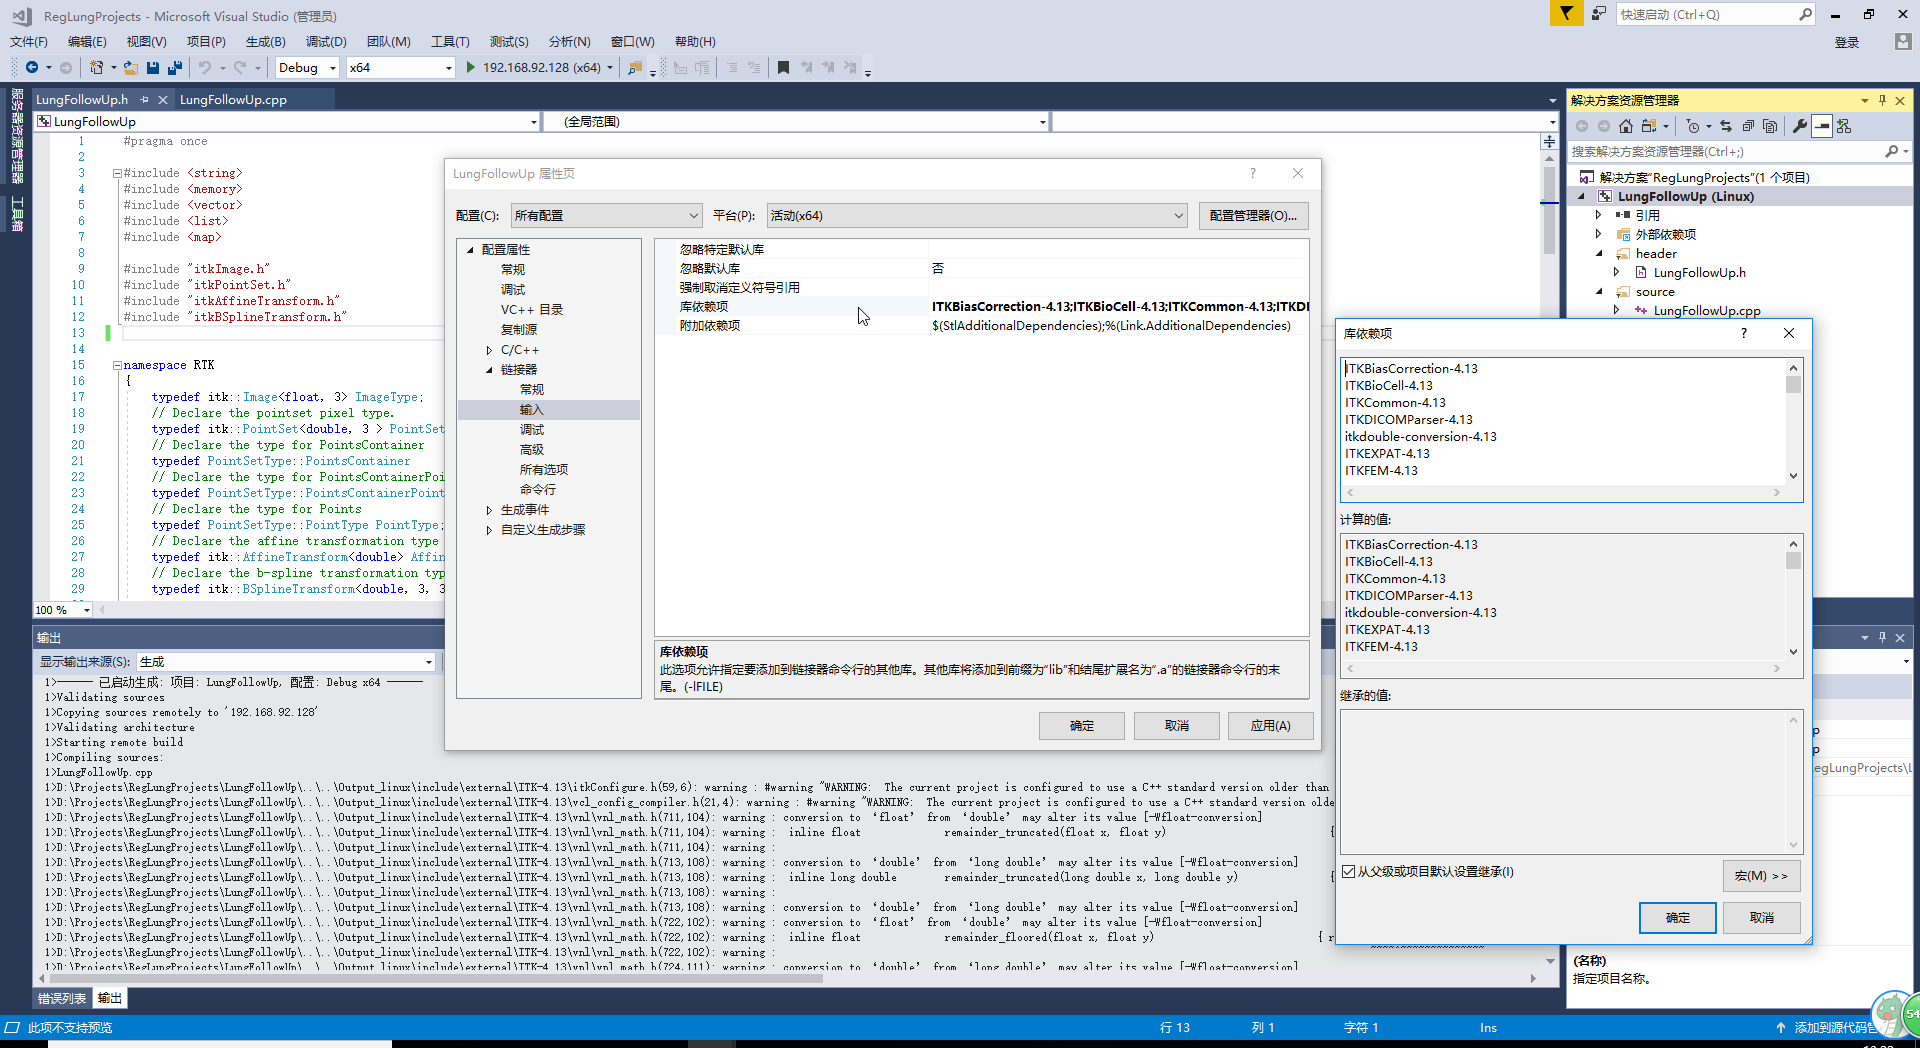 RegLungProjects - Microsoft Visual Studio (管理员)
快速启动 (Ctrl+Q)
文件(F) 编辑(E) 视图(V) 项目(P) 生成(B) 调试(D) 团队(M) 工具(T) 测试(S) 分析(N) 窗口(W) 帮助(H)
登录
Debug x64 192.168.92.128 (x64)
服务器资源管理器
工具箱
LungFollowUp.h LungFollowUp.cpp
LungFollowUp (全局范围)
1 #pragma once
2
3 #include <string>
4 #include <memory>
5 #include <vector>
6 #include <list>
7 #include <map>
8
9 #include "itkImage.h"
10 #include "itkPointSet.h"
11 #include "itkAffineTransform.h"
12 #include "itkBSplineTransform.h"
13
14
15 namespace RTK
16 {
17 typedef itk::Image<float, 3> ImageType;
18 // Declare the pointset pixel type.
19 typedef itk::PointSet<double, 3 > PointSet
20 // Declare the type for PointsContainer
21 typedef PointSetType::PointsContainer
22 // Declare the type for PointsContainerPoi
23 typedef PointSetType::PointsContainerPoint
24 // Declare the type for Points
25 typedef PointSetType::PointType PointType;
26 // Declare the affine transformation type
27 typedef itk::AffineTransform<double> Affin
28 // Declare the b-spline transformation typ
29 typedef itk::BSplineTransform<double, 3, 3
100 %
LungFollowUp 属性页
配置(C): 所有配置 平台(P): 活动(x64) 配置管理器(O)...
配置属性
常规
调试
VC++ 目录
复制源
C/C++
链接器
常规
输入
调试
高级
所有选项
命令行
生成事件
自定义生成步骤
忽略特定默认库
忽略默认库 否
强制取消定义符号引用
库依赖项 ITKBiasCorrection-4.13;ITKBioCell-4.13;ITKCommon-4.13;ITKDI
附加依赖项 $(StlAdditionalDependencies);%(Link.AdditionalDependencies)
库依赖项
此选项允许指定要添加到链接器命令行的其他库。其他库将添加到前缀为“lib”和结尾扩展名为“.a”的链接器命令行的末
尾。(-lFILE)
确定 取消 应用(A)
解决方案资源管理器
搜索解决方案资源管理器(Ctrl+;)
解决方案“RegLungProjects”(1 个项目)
LungFollowUp (Linux)
引用
外部依赖项
header
LungFollowUp.h
source
LungFollowUp.cpp
库依赖项
ITKBiasCorrection-4.13
ITKBioCell-4.13
ITKCommon-4.13
ITKDICOMParser-4.13
itkdouble-conversion-4.13
ITKEXPAT-4.13
ITKFEM-4.13
计算的值:
ITKBiasCorrection-4.13
ITKBioCell-4.13
ITKCommon-4.13
ITKDICOMParser-4.13
itkdouble-conversion-4.13
ITKEXPAT-4.13
ITKFEM-4.13
继承的值:
从父级或项目默认设置继承(I)
宏(M) >>
确定 取消
p
p
egLungProjects\L
(名称)
指定项目名称。
输出
显示输出来源(S): 生成
1>------ 已启动生成: 项目: LungFollowUp, 配置: Debug x64 ------
1>Validating sources
1>Copying sources remotely to '192.168.92.128'
1>Validating architecture
1>Starting remote build
1>Compiling sources:
1>LungFollowUp.cpp
1>D:\Projects\RegLungProjects\LungFollowUp\..\..\Output_linux\include\external\ITK-4.13\itkConfigure.h(59,6): warning : #warning "WARNING: The current project is configured to use a C++ standard version older than
1>D:\Projects\RegLungProjects\LungFollowUp\..\..\Output_linux\include\external\ITK-4.13\vcl_config_compiler.h(21,4): warning : #warning "WARNING: The current project is configured to use a C++ standard version olde
1>D:\Projects\RegLungProjects\LungFollowUp\..\..\Output_linux\include\external\ITK-4.13\vnl\vnl_math.h(711,104): warning : conversion to ‘float’ from ‘double’ may alter its value [-Wfloat-conversion]
1>D:\Projects\RegLungProjects\LungFollowUp\..\..\Output_linux\include\external\ITK-4.13\vnl\vnl_math.h(711,104): warning : inline float remainder_truncated(float x, float y) {
1>D:\Projects\RegLungProjects\LungFollowUp\..\..\Output_linux\include\external\ITK-4.13\vnl\vnl_math.h(711,104): warning :
1>D:\Projects\RegLungProjects\LungFollowUp\..\..\Output_linux\include\external\ITK-4.13\vnl\vnl_math.h(713,108): warning : conversion to ‘double’ from ‘long double’ may alter its value [-Wfloat-conversion]
1>D:\Projects\RegLungProjects\LungFollowUp\..\..\Output_linux\include\external\ITK-4.13\vnl\vnl_math.h(713,108): warning : inline long double remainder_truncated(long double x, long double y) {
1>D:\Projects\RegLungProjects\LungFollowUp\..\..\Output_linux\include\external\ITK-4.13\vnl\vnl_math.h(713,108): warning :
1>D:\Projects\RegLungProjects\LungFollowUp\..\..\Output_linux\include\external\ITK-4.13\vnl\vnl_math.h(713,108): warning : conversion to ‘double’ from ‘long double’ may alter its value [-Wfloat-conversion]
1>D:\Projects\RegLungProjects\LungFollowUp\..\..\Output_linux\include\external\ITK-4.13\vnl\vnl_math.h(722,102): warning : conversion to ‘float’ from ‘double’ may alter its value [-Wfloat-conversion]
1>D:\Projects\RegLungProjects\LungFollowUp\..\..\Output_linux\include\external\ITK-4.13\vnl\vnl_math.h(722,102): warning : inline float remainder_floored(float x, float y) { r
1>D:\Projects\RegLungProjects\LungFollowUp\..\..\Output_linux\include\external\ITK-4.13\vnl\vnl_math.h(722,102): warning :
1>D:\Projects\RegLungProjects\LungFollowUp\..\..\Output_linux\include\external\ITK-4.13\vnl\vnl_math.h(724,111): warning : conversion to ‘double’ from ‘long double’ may alter its value [-Wfloat-conversion]
错误列表 输出
此项不支持预览 行 13 列 1 字符 1 Ins 添加到源代码管
54